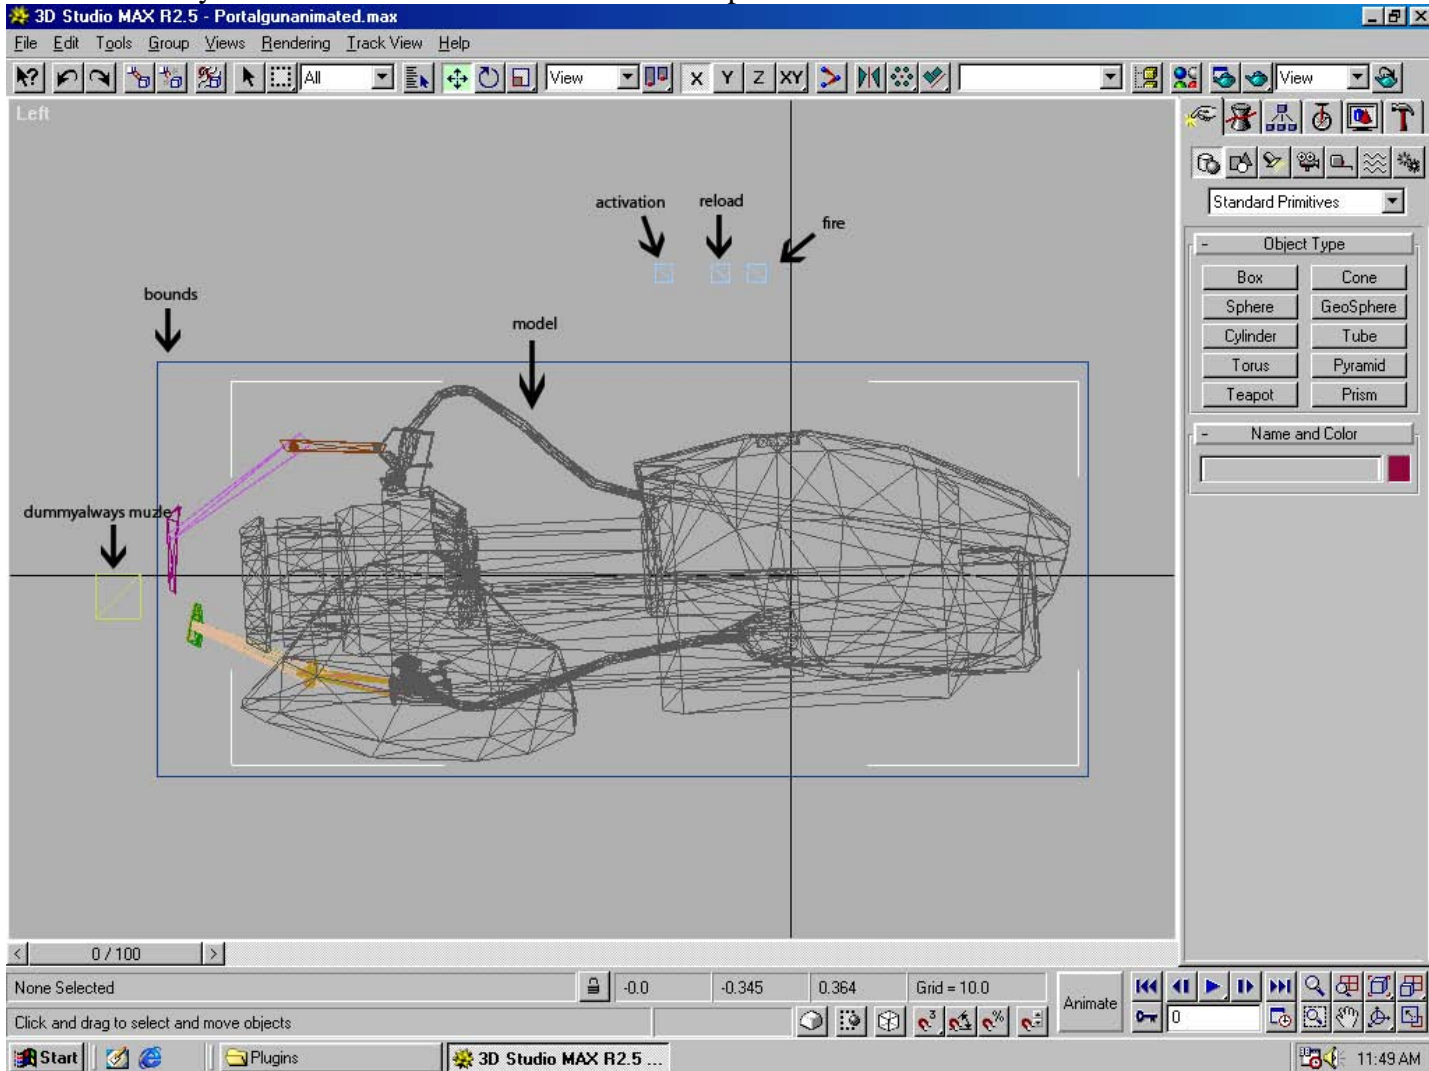 3D Studio MAX R2.5 - Portalgunanimated.max
File Edit Tools Group Views Rendering Track View Help
All View X Y Z XY View
Left
activation reload
fire
bounds
model
dummyalways muzle
Standard Primitives
- Object Type
Box Cone
Sphere GeoSphere
Cylinder Tube
Torus Pyramid
Teapot Prism
- Name and Color
< 0 / 100 >
None Selected -0.0 -0.345 0.364 Grid = 10.0
Animate
0
Click and drag to select and move objects
Start Plugins 3D Studio MAX R2.5 ... 11:49 AM